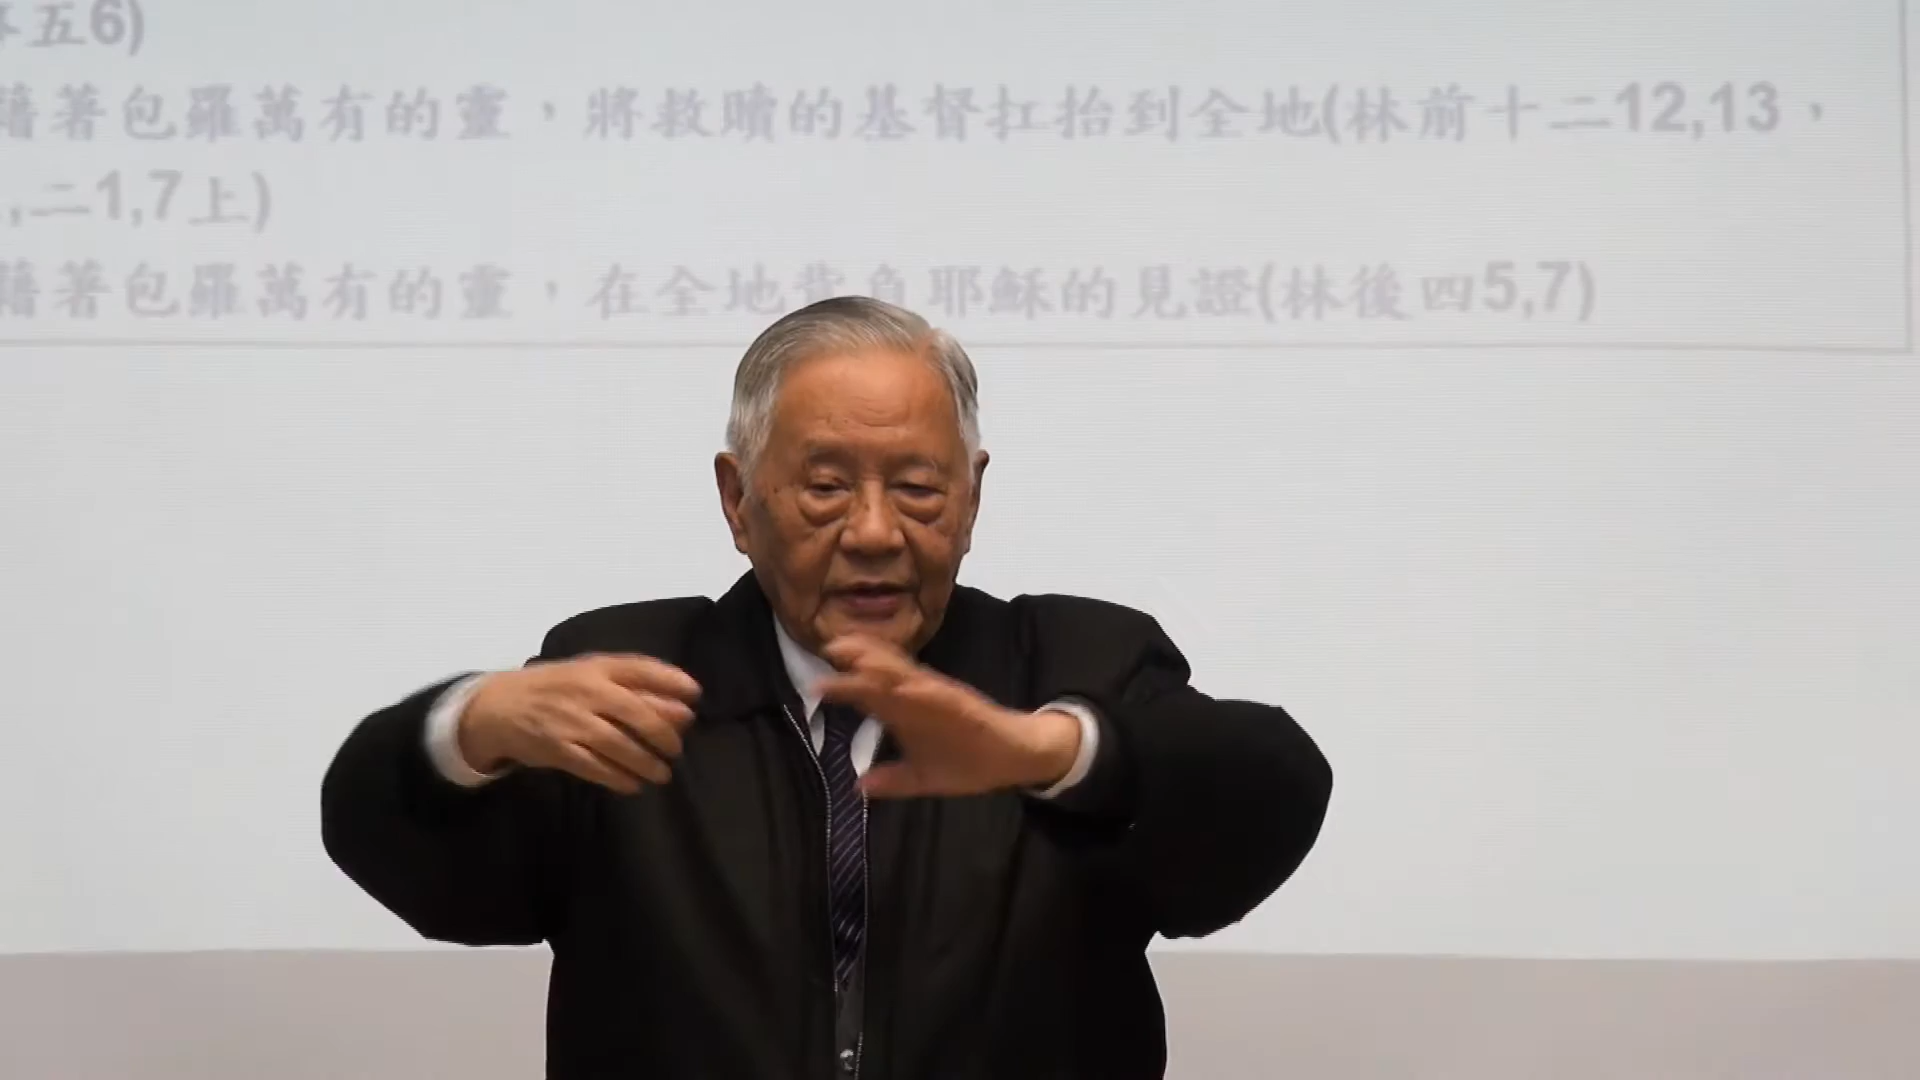 五6)
藉著包羅萬有的靈，將救贖的基督扛抬到全地(林前十二12,13，
,二1,7上)
藉著包羅萬有的靈，在全地背負耶穌的見證(林後四5,7)